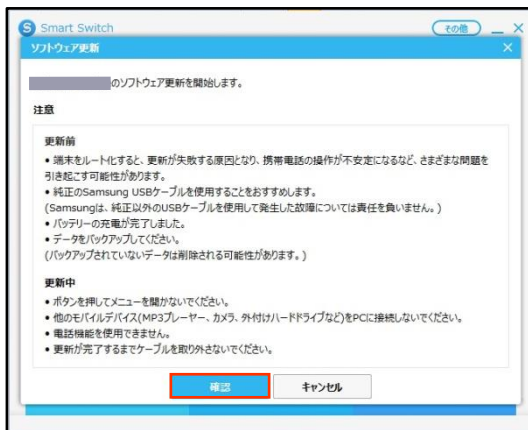 Smart Switch
その他
ソフトウェア更新
のソフトウェア更新を開始します。
注意
更新前
• 端末をルート化すると、更新が失敗する原因となり、携帯電話の操作が不安定になるなど、さまざまな問題を
引き起こす可能性があります。
• 純正のSamsung USBケーブルを使用することをおすすめします。
(Samsungは、純正以外のUSBケーブルを使用して発生した故障については責任を負いません。)
• バッテリーの充電が完了しました。
• データをバックアップしてください。
(バックアップされていないデータは削除される可能性があります。)
更新中
• ボタンを押してメニューを開かないでください。
• 他のモバイルデバイス(MP3プレーヤー、カメラ、外付けハードドライブなど)をPCに接続しないでください。
• 電話機能を使用できません。
• 更新が完了するまでケーブルを取り外さないでください。
確認
キャンセル